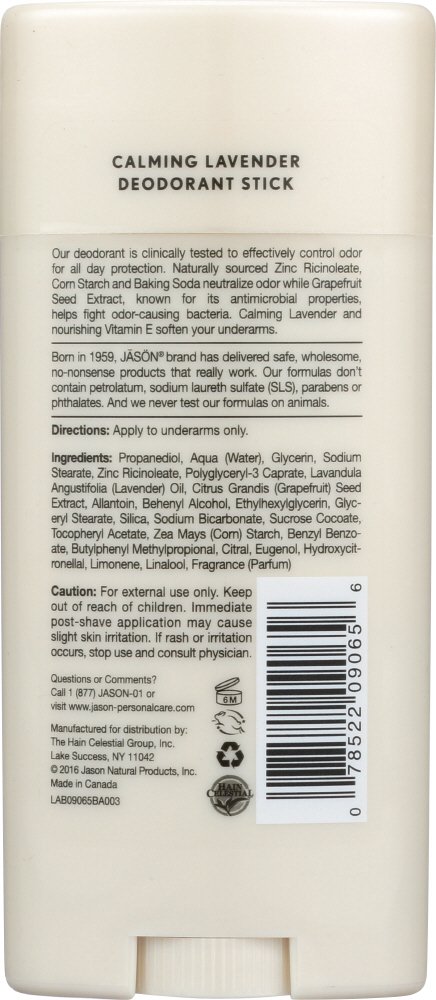 CALMING LAVENDER
DEODORANT STICK
Our deodorant is clinically tested to effectively control odor
for all day protection. Naturally sourced Zinc Ricinoleate,
Corn Starch and Baking Soda neutralize odor while Grapefruit
Seed Extract, known for its antimicrobial properties,
helps fight odor-causing bacteria. Calming Lavender and
nourishing Vitamin E soften your underarms.
Born in 1959, JĀSÖN® brand has delivered safe, wholesome,
no-nonsense products that really work. Our formulas don't
contain petrolatum, sodium laureth sulfate (SLS), parabens or
phthalates. And we never test our formulas on animals.
Directions: Apply to underarms only.
Ingredients: Propanediol, Aqua (Water), Glycerin, Sodium
Stearate, Zinc Ricinoleate, Polyglyceryl-3 Caprate, Lavandula
Angustifolia (Lavender) Oil, Citrus Grandis (Grapefruit) Seed
Extract, Allantoin, Behenyl Alcohol, Ethylhexylglycerin, Glyc-
eryl Stearate, Silica, Sodium Bicarbonate, Sucrose Cocoate,
Tocopheryl Acetate, Zea Mays (Corn) Starch, Benzyl Benzo-
ate, Butylphenyl Methylpropional, Citral, Eugenol, Hydroxycit-
ronellal, Limonene, Linalool, Fragrance (Parfum)
Caution: For external use only. Keep
out of reach of children. Immediate
post-shave application may cause
slight skin irritation. If rash or irritation
occurs, stop use and consult physician.
Questions or Comments?
Call 1 (877) JASON-01 or
visit www.jason-personalcare.com
Manufactured for distribution by:
The Hain Celestial Group, Inc.
Lake Success, NY 11042
© 2016 Jason Natural Products, Inc.
Made in Canada
LAB09065BA003
6M
HAIN
CELESTIAL
0 78522 09065 6